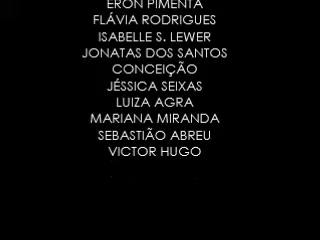 ERON PIMENTA
FLÁVIA RODRIGUES
ISABELLE S. LEWER
JONATAS DOS SANTOS
CONCEIÇÃO
JÉSSICA SEIXAS
LUIZA AGRA
MARIANA MIRANDA
SEBASTIÃO ABREU
VICTOR HUGO